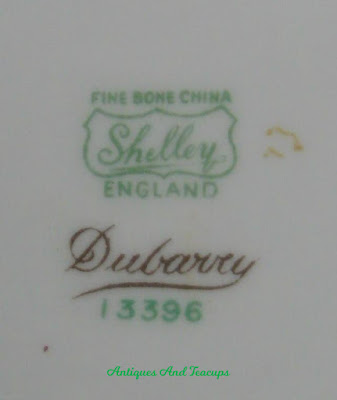 FINE BONE CHINA
Shelley
ENGLAND
Dubarry
13396
Antiques And Teacups